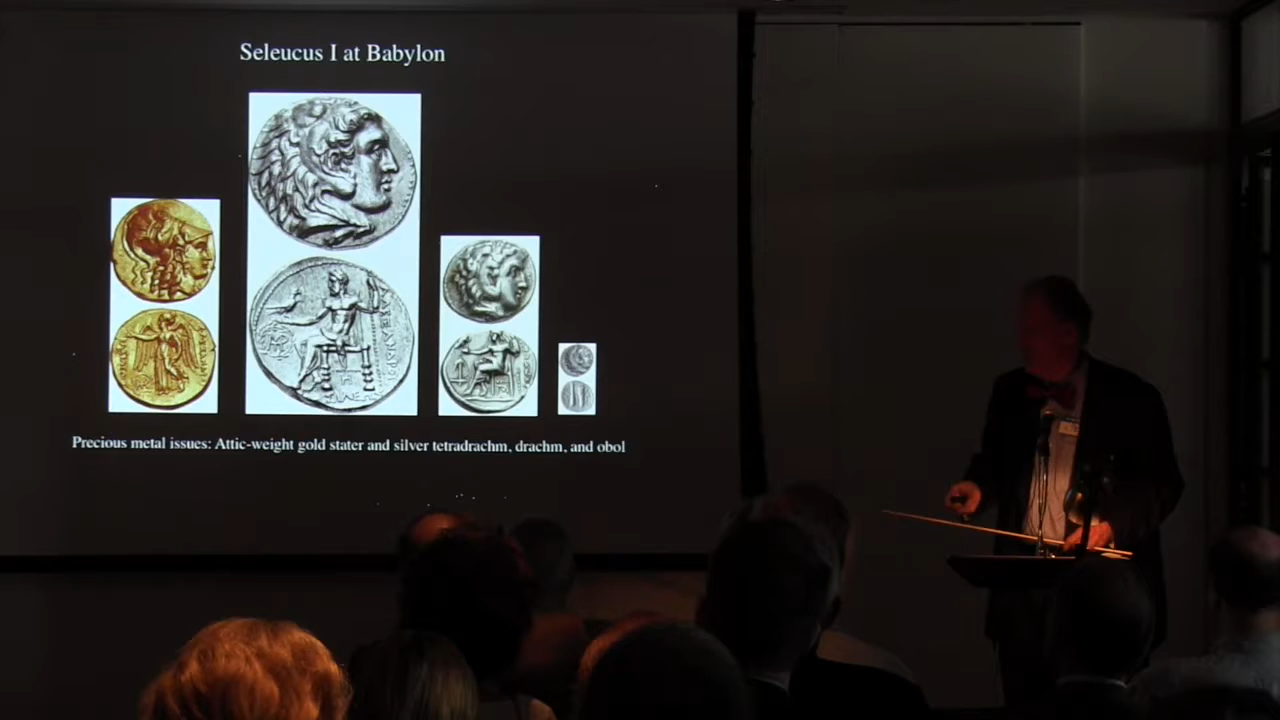 Seleucus I at Babylon
Precious metal issues: Attic-weight gold stater and silver tetradrachm, drachm, and obol